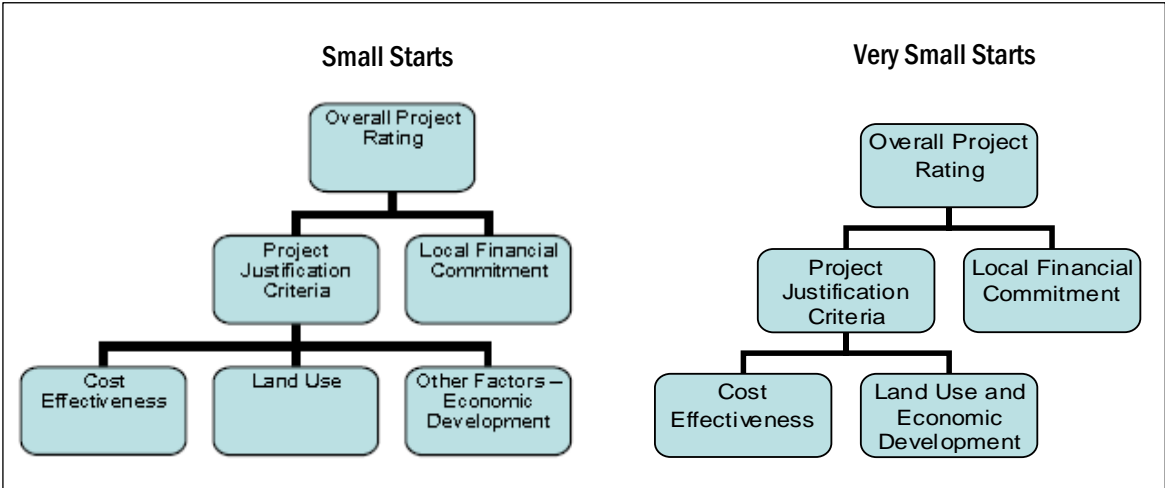 Small Starts
Overall Project
Rating
Project
Justification
Criteria
Local Financial
Commitment
Cost
Effectiveness
Land Use
Other Factors –
Economic
Development
Very Small Starts
Overall Project
Rating
Project
Justification
Criteria
Local Financial
Commitment
Cost
Effectiveness
Land Use and
Economic
Development